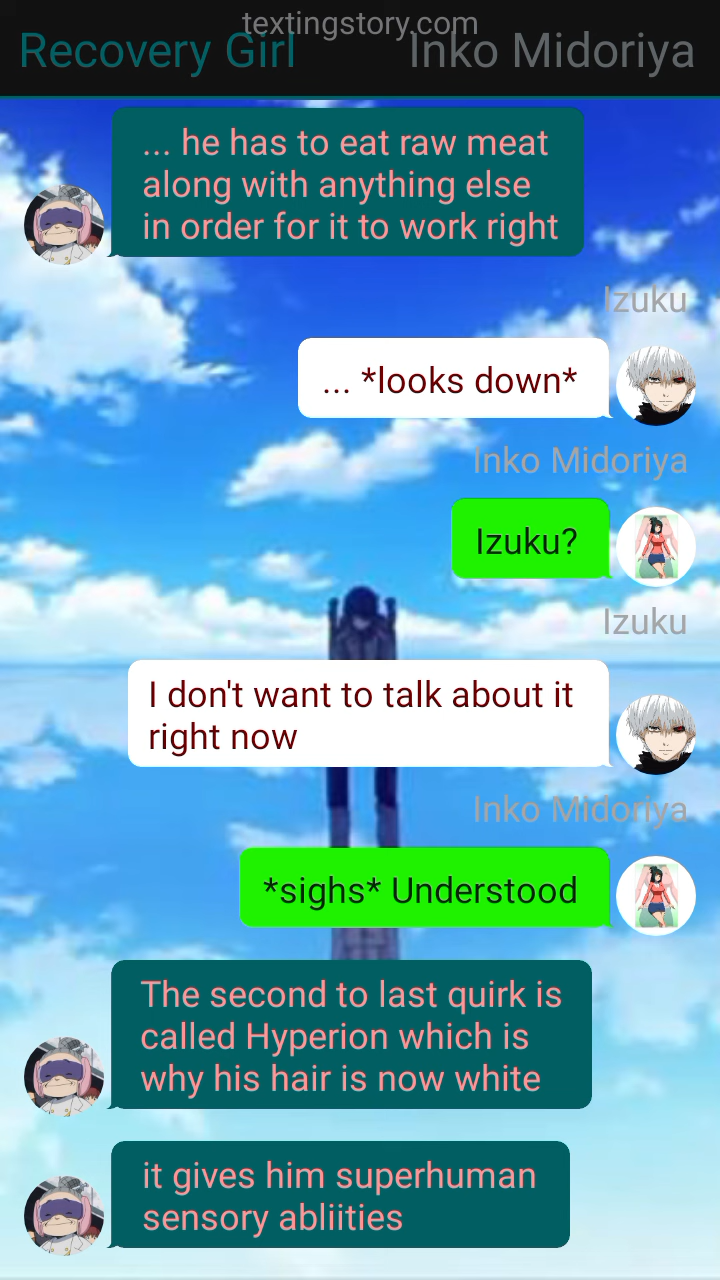 textingstory.com
Recovery Girl
Inko Midoriya
... he has to eat raw meat
along with anything else
in order for it to work right
Izuku
... *looks down*
Inko Midoriya
Izuku?
Izuku
I don't want to talk about it
right now
Inko Midoriya
*sighs* Understood
The second to last quirk is
called Hyperion which is
why his hair is now white
it gives him superhuman
sensory abliities